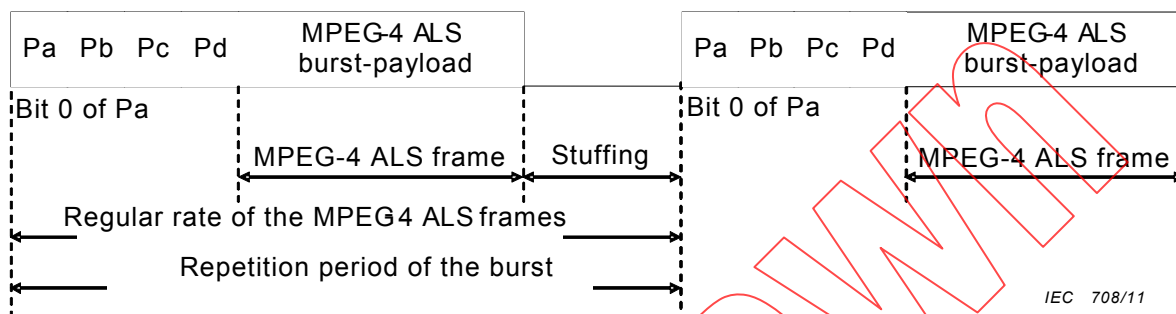 Pa Pb Pc Pd MPEG-4 ALS burst-payload Pa Pb Pc Pd MPEG-4 ALS burst-payload
Bit 0 of Pa Bit 0 of Pa
MPEG-4 ALS frame Stuffing MPEG-4 ALS frame
Regular rate of the MPEG-4 ALS frames
Repetition period of the burst
IEC 708/11